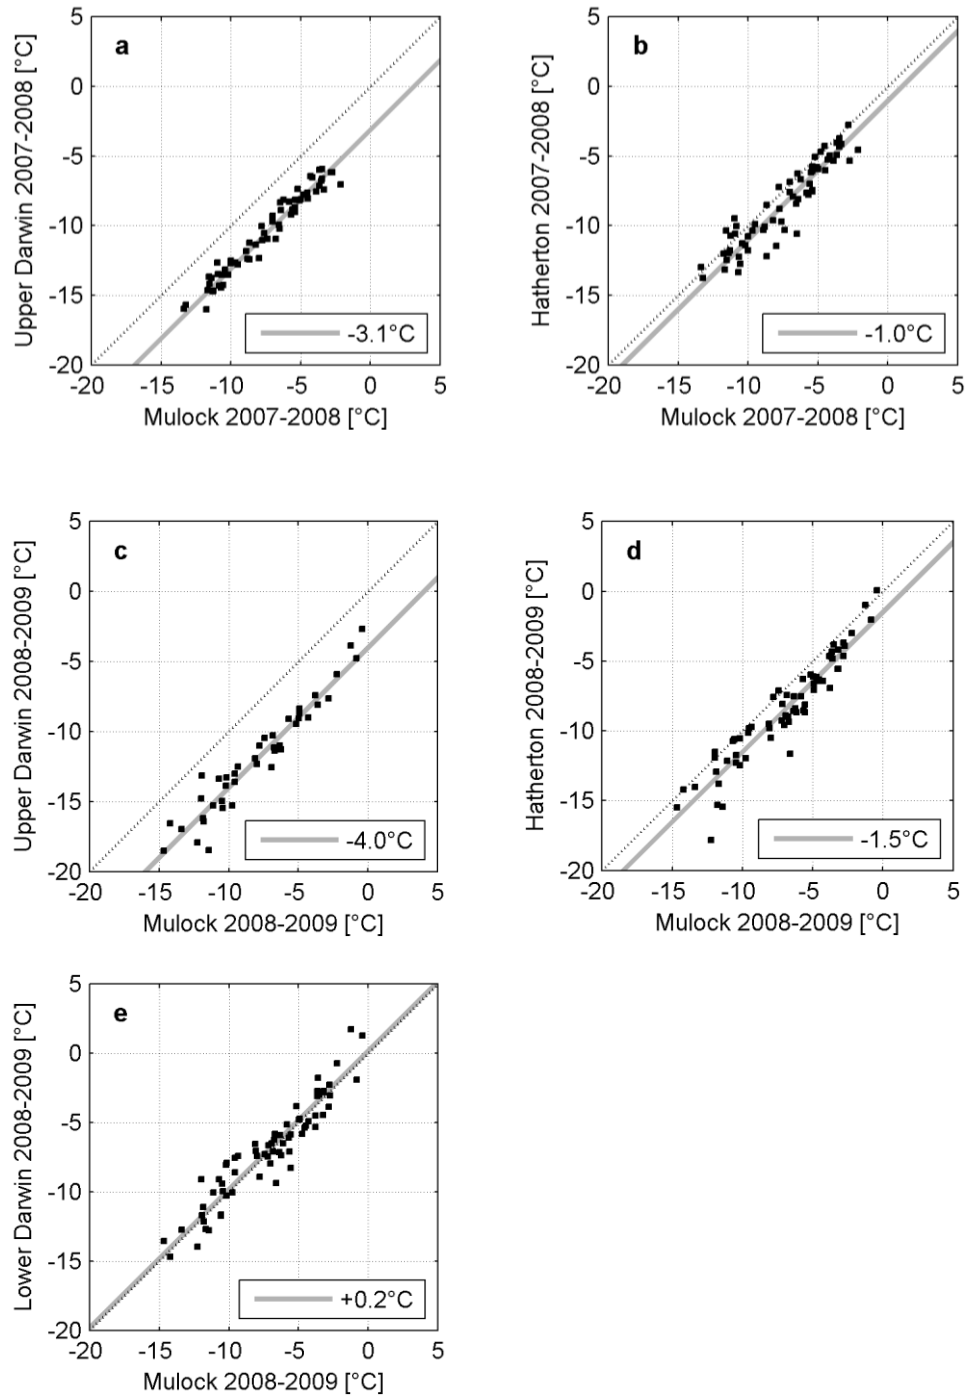 a
Upper Darwin 2007-2008 [°C]
5
0
-5
-10
-15
-20
-3.1°C
-20 -15 -10 -5 0 5
Mulock 2007-2008 [°C]
b
Hatherton 2007-2008 [°C]
5
0
-5
-10
-15
-20
-1.0°C
-20 -15 -10 -5 0 5
Mulock 2007-2008 [°C]
c
Upper Darwin 2008-2009 [°C]
5
0
-5
-10
-15
-20
-4.0°C
-20 -15 -10 -5 0 5
Mulock 2008-2009 [°C]
d
Hatherton 2008-2009 [°C]
5
0
-5
-10
-15
-20
-1.5°C
-20 -15 -10 -5 0 5
Mulock 2008-2009 [°C]
e
Lower Darwin 2008-2009 [°C]
5
0
-5
-10
-15
-20
+0.2°C
-20 -15 -10 -5 0 5
Mulock 2008-2009 [°C]